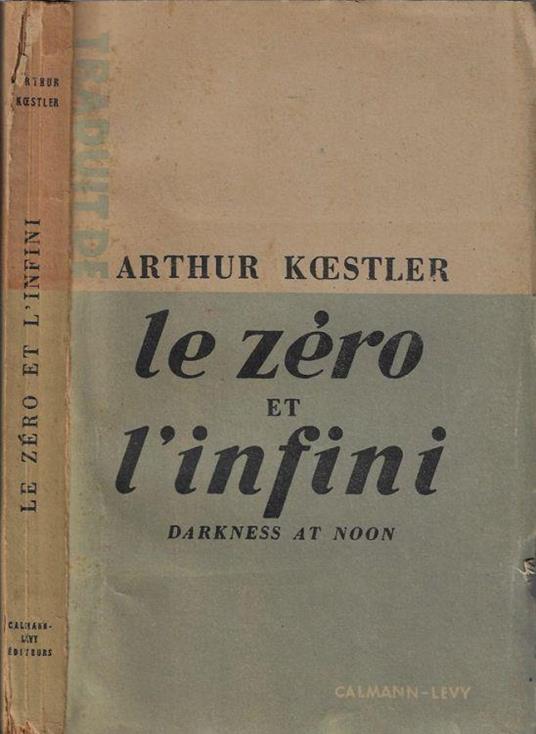 ARTHUR
KŒSTLER
LE ZÉRO ET L'INFINI
CALMANN-
LÉVY
ÉDITEURS
TRADUIT DE
ARTHUR KŒSTLER
le zéro
ET
l'infini
DARKNESS AT NOON
CALMANN-LEVY